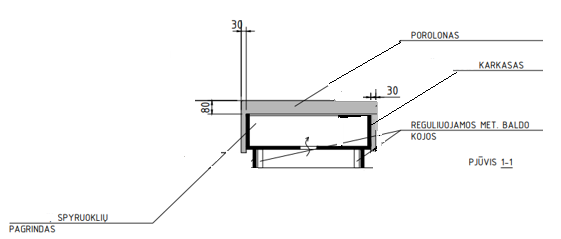 30
POROLONAS
KARKASAS
30
80
REGULIUOJAMOS MET. BALDO
KOJOS
PJŪVIS 1-1
SPYRUOKLIŲ
PAGRINDAS